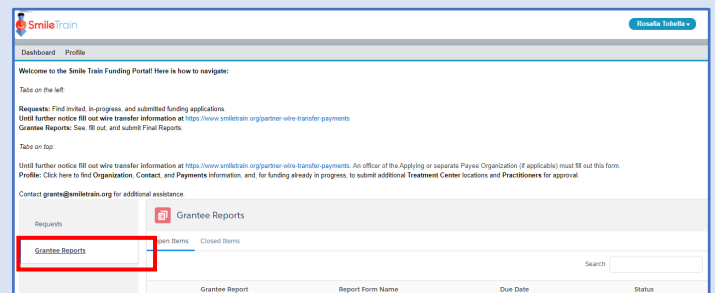 SmileTrain
Rosalia Tobella
Dashboard Profile
Welcome to the Smile Train Funding Portal! Here is how to navigate:
Tabs on the left:
Requests: Find invited, in-progress, and submitted funding applications.
Until further notice fill out wire transfer information at https://www.smiletrain.org/partner-wire-transfer-payments
Grantee Reports: See, fill out, and submit Final Reports.
Tabs on top:
Until further notice fill out wire transfer information at https://www.smiletrain.org/partner-wire-transfer-payments. An officer of the Applying or separate Payee Organization (if applicable) must fill out this form.
Profile: Click here to find Organization, Contact, and Payments information, and, for funding already in progress, to submit additional Treatment Center locations and Practitioners for approval.
Contact grants@smiletrain.org for additional assistance.
Requests
Grantee Reports
Grantee Reports
Open Items Closed Items
Search
Grantee Report Report Form Name Due Date Status